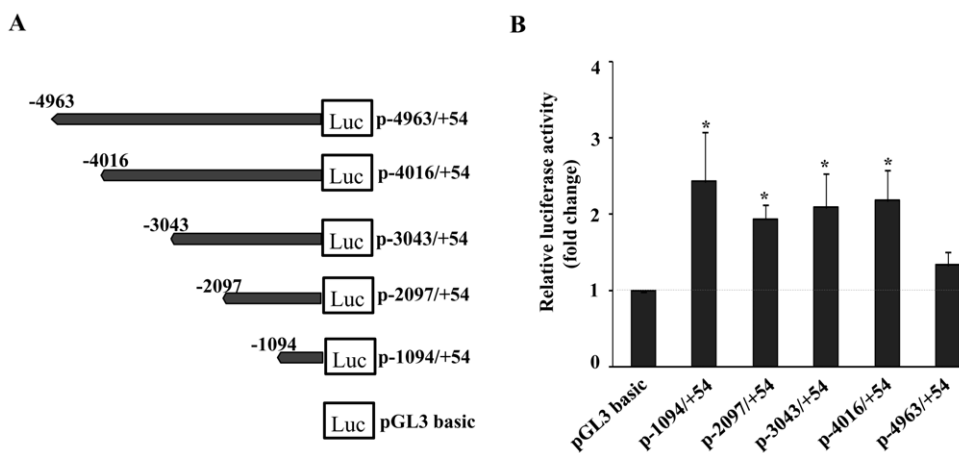 A
-4963
Luc p-4963/+54
-4016
Luc p-4016/+54
-3043
Luc p-3043/+54
-2097
Luc p-2097/+54
-1094
Luc p-1094/+54
Luc pGL3 basic
B
Relative luciferase activity
(fold change)
4
3
2
1
0
*
*
*
*
pGL3 basic
p-1094/+54
p-2097/+54
p-3043/+54
p-4016/+54
p-4963/+54